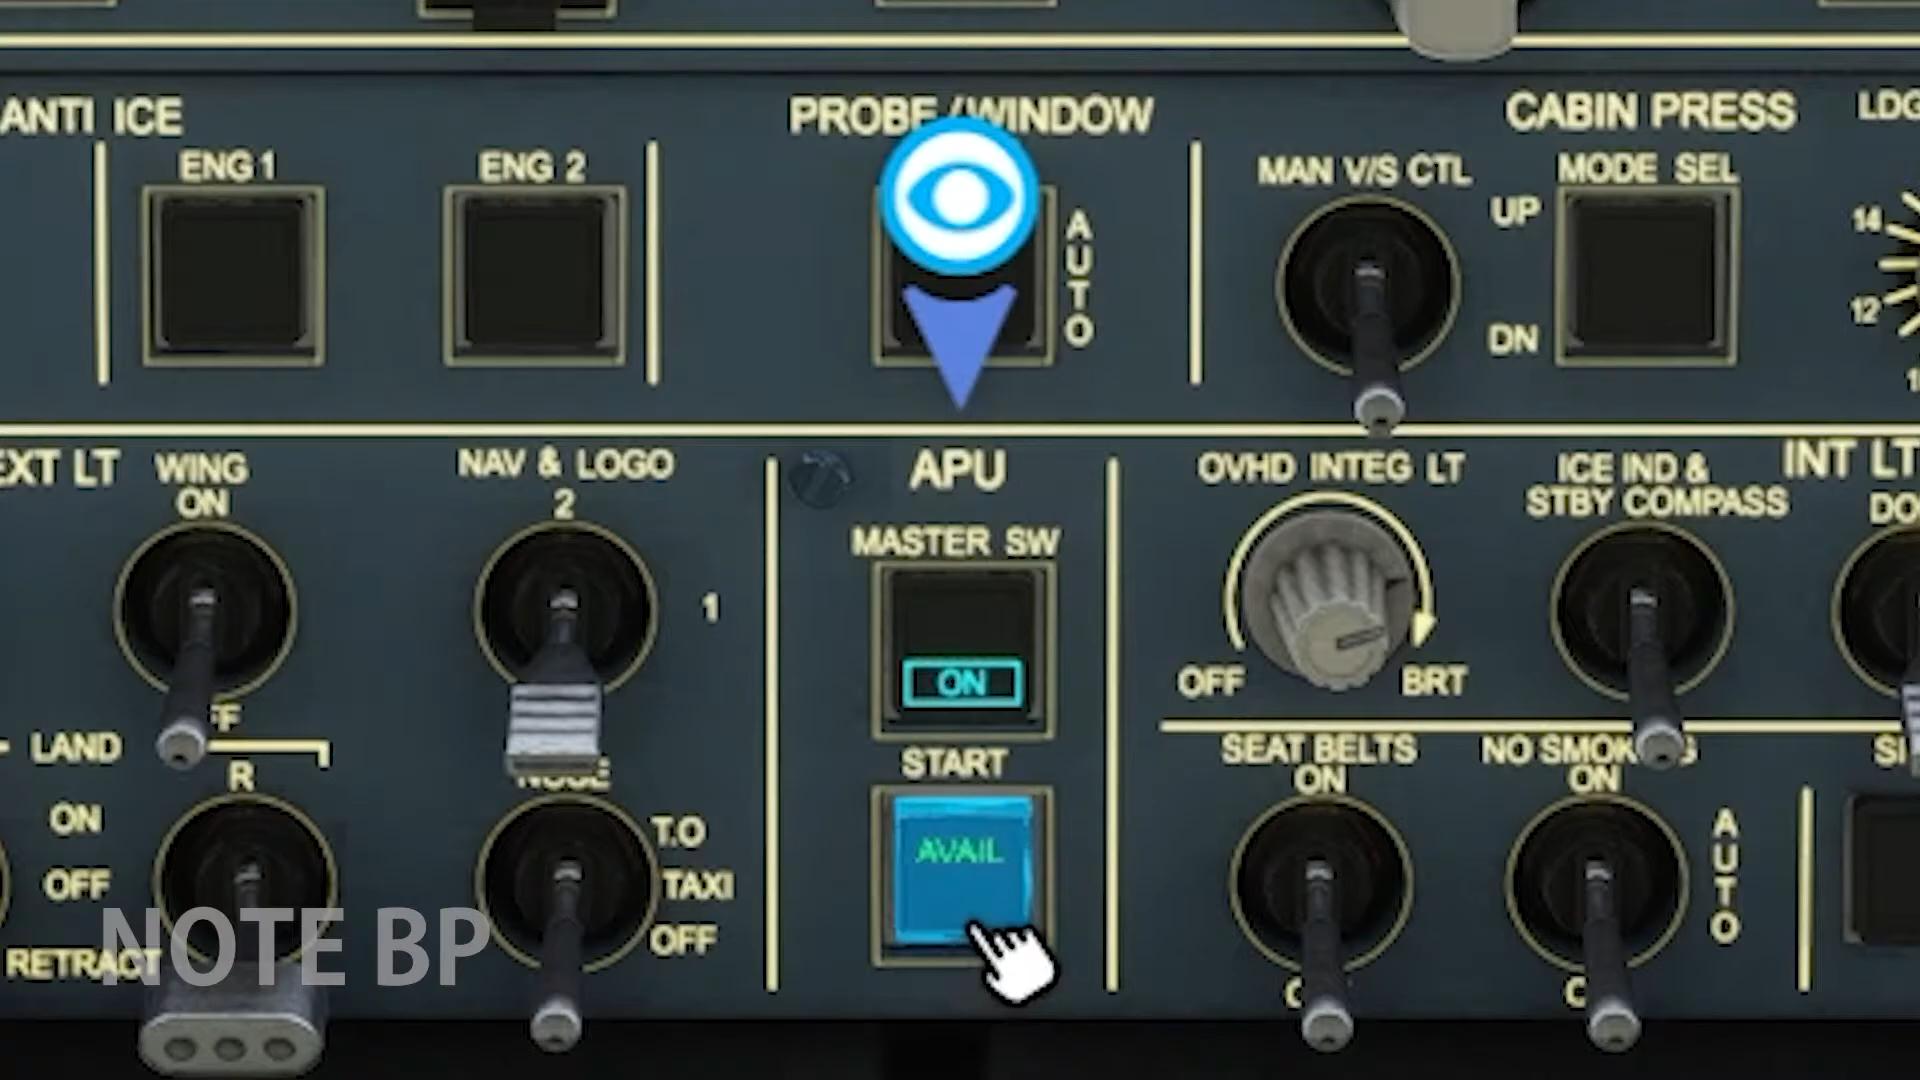 ANTI ICE
PROBE / WINDOW
CABIN PRESS
LDG
ENG 1
ENG 2
MAN V/S CTL
MODE SEL
UP
AUTO
14
12
DN
EXT LT
WING
NAV & LOGO
APU
OVHD INTEG LT
ICE IND &
STBY COMPASS
INT LT
ON
2
MASTER SW
1
ON
OFF
BRT
LAND
R
START
SEAT BELTS
ON
ON
ON
AVAIL
T.O
TAXI
AUTO
OFF
OFF
RETRACT
NOTE BP